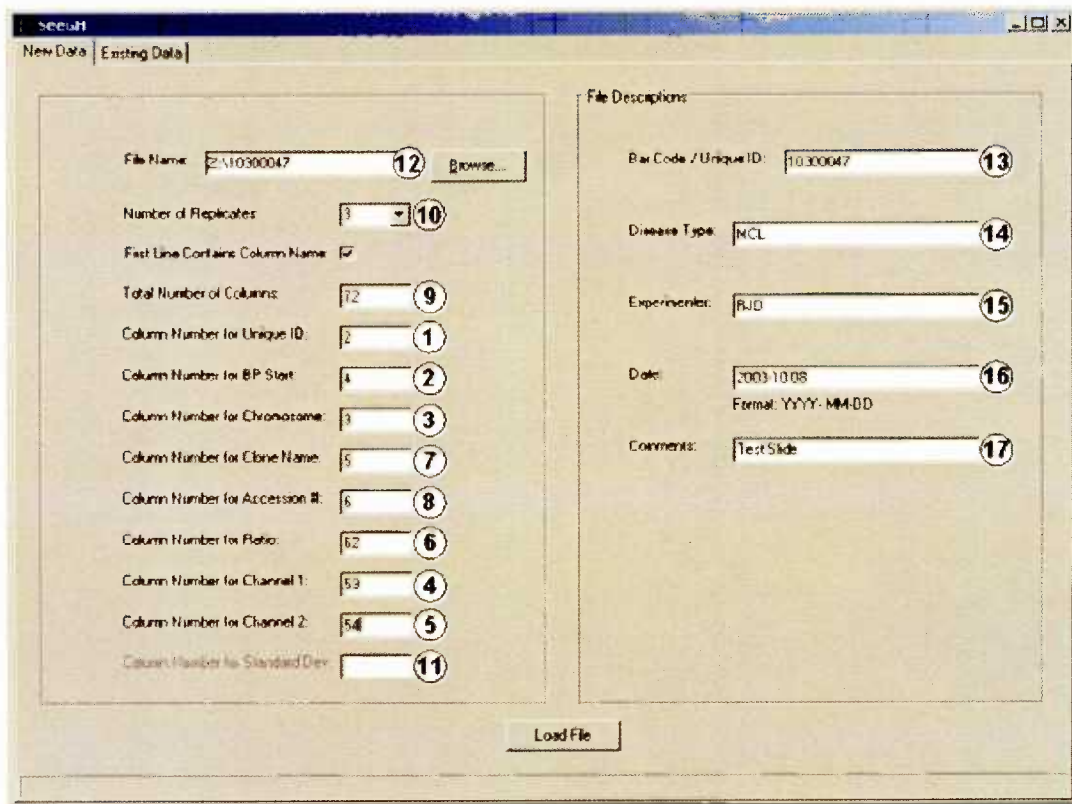 SeeGH
New Data Existing Data
File Name: Z:\10300047 12 Browse...
Number of Replicates 3 10
First Line Contains Column Name:
Total Number of Columns: 72 9
Column Number for Unique ID: 2 1
Column Number for BP Start: 4 2
Column Number for Chromosome: 3 3
Column Number for Clone Name: 5 7
Column Number for Accession #: 6 8
Column Number for Ratio: 62 6
Column Number for Channel 1: 53 4
Column Number for Channel 2: 54 5
Column Number for Standard Dev: 11
File Descriptions
Bar Code / Unique ID: 10300047 13
Disease Type: MCL 14
Experimenter: RJD 15
Date: 2003-10-08 16
Format: YYYY- MM-DD
Comments: Test Slide 17
Load File